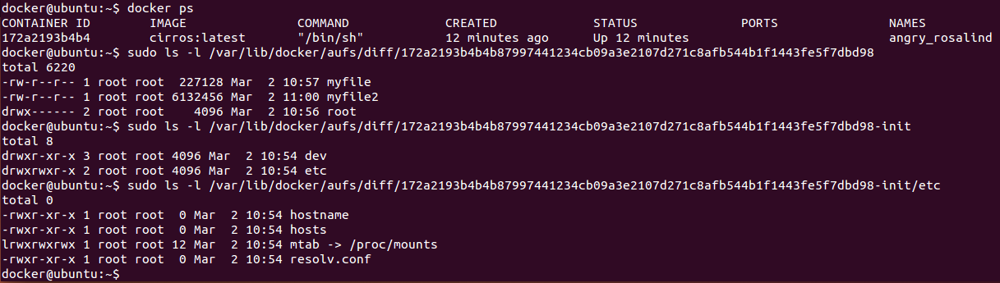 docker@ubuntu:~$ docker ps
CONTAINER ID        IMAGE               COMMAND             CREATED             STATUS              PORTS               NAMES
172a2193b4b4        cirros:latest       "/bin/sh"           12 minutes ago      Up 12 minutes                           angry_rosalind
docker@ubuntu:~$ sudo ls -l /var/lib/docker/aufs/diff/172a2193b4b4b87997441234cb09a3e2107d271c8afb544b1f1443fe5f7dbd98
total 6220
-rw-r--r-- 1 root root  227128 Mar  2 10:57 myfile
-rw-r--r-- 1 root root 6132456 Mar  2 11:00 myfile2
drwx------ 2 root root    4096 Mar  2 10:56 root
docker@ubuntu:~$ sudo ls -l /var/lib/docker/aufs/diff/172a2193b4b4b87997441234cb09a3e2107d271c8afb544b1f1443fe5f7dbd98-init
total 8
drwxr-xr-x 3 root root 4096 Mar  2 10:54 dev
drwxrwxr-x 2 root root 4096 Mar  2 10:54 etc
docker@ubuntu:~$ sudo ls -l /var/lib/docker/aufs/diff/172a2193b4b4b87997441234cb09a3e2107d271c8afb544b1f1443fe5f7dbd98-init/etc
total 0
-rwxr-xr-x 1 root root  0 Mar  2 10:54 hostname
-rwxr-xr-x 1 root root  0 Mar  2 10:54 hosts
lrwxrwxrwx 1 root root 12 Mar  2 10:54 mtab -> /proc/mounts
-rwxr-xr-x 1 root root  0 Mar  2 10:54 resolv.conf
docker@ubuntu:~$